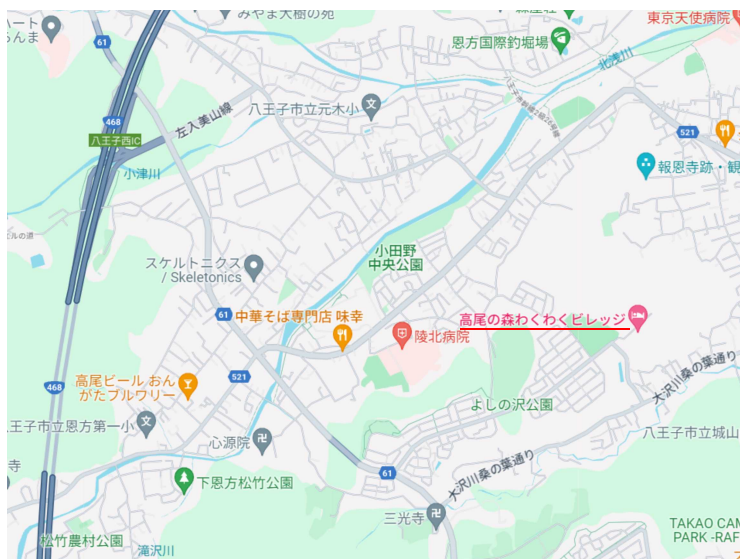 みやま大樹の苑
東京天使病院
恩方国際釣堀場
北浅川
61
468
八王子西IC
左入美山線
八王子市立元木小
521
報恩寺跡・観
小津川
小田野
中央公園
スケルトニクス
/ Skeletonics
61
中華そば専門店 味幸
陵北病院
高尾の森わくわくビレッジ
468
521
高尾ビール おん
がたブルワリー
大沢川桑の葉通り
よしの沢公園
八王子市立恩方第一小
心源院
八王子市立城山
寺
61
下恩方松竹公園
大沢川桑の葉通り
三光寺
松竹農村公園
滝沢川
TAKAO CAM
PARK -RAF